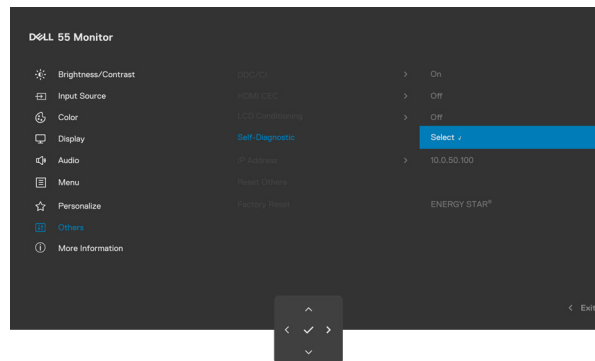 DELL 55 Monitor
Brightness/Contrast DDC/CI > On
Input Source HDMI CEC > Off
Color LCD Conditioning > Off
Display Self-Diagnostic Select ✓
Audio IP Address > 10.0.50.100
Menu Reset Others
Personalize Factory Reset ENERGY STAR®
Others
More Information
< Exit